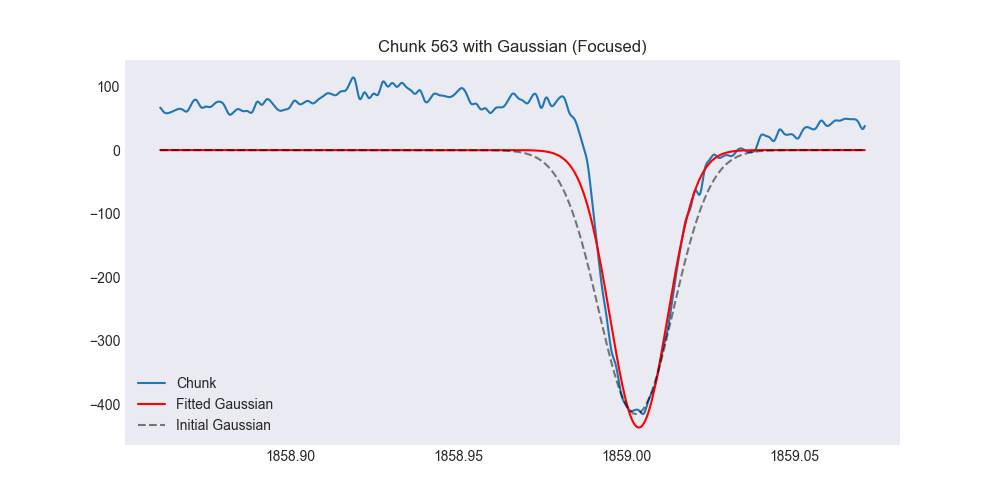 Chunk 563 with Gaussian (Focused)
100
0
−100
−200
−300
−400
Chunk
Fitted Gaussian
Initial Gaussian
1858.90 1858.95 1859.00 1859.05